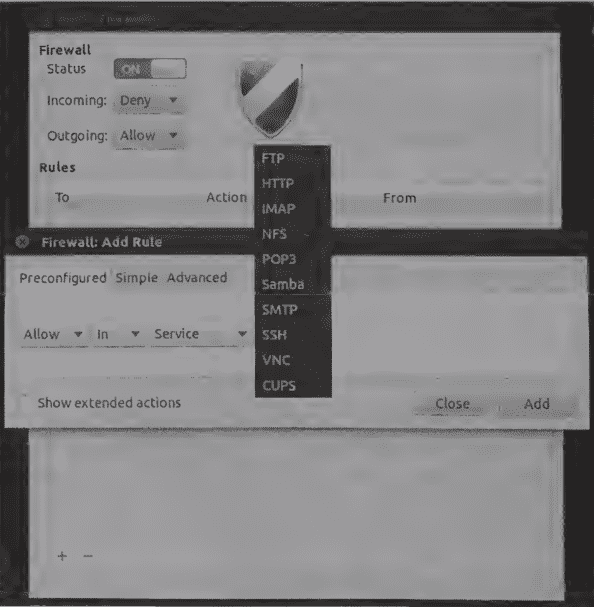 Firewall
Status ON
Incoming: Deny
Outgoing: Allow
Rules
To Action From
Firewall: Add Rule
Preconfigured Simple Advanced
Allow In Service
FTP
HTTP
IMAP
NFS
POP3
Samba
SMTP
SSH
VNC
CUPS
Show extended actions
Close Add
+ −